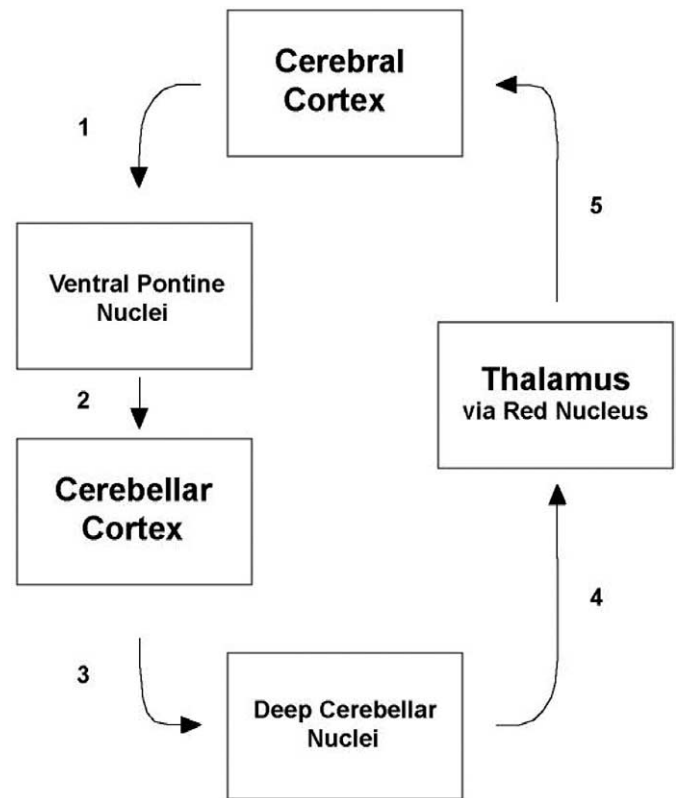 Cerebral
Cortex
1
5
Ventral Pontine
Nuclei
Thalamus
via Red Nucleus
2
Cerebellar
Cortex
4
3
Deep Cerebellar
Nuclei